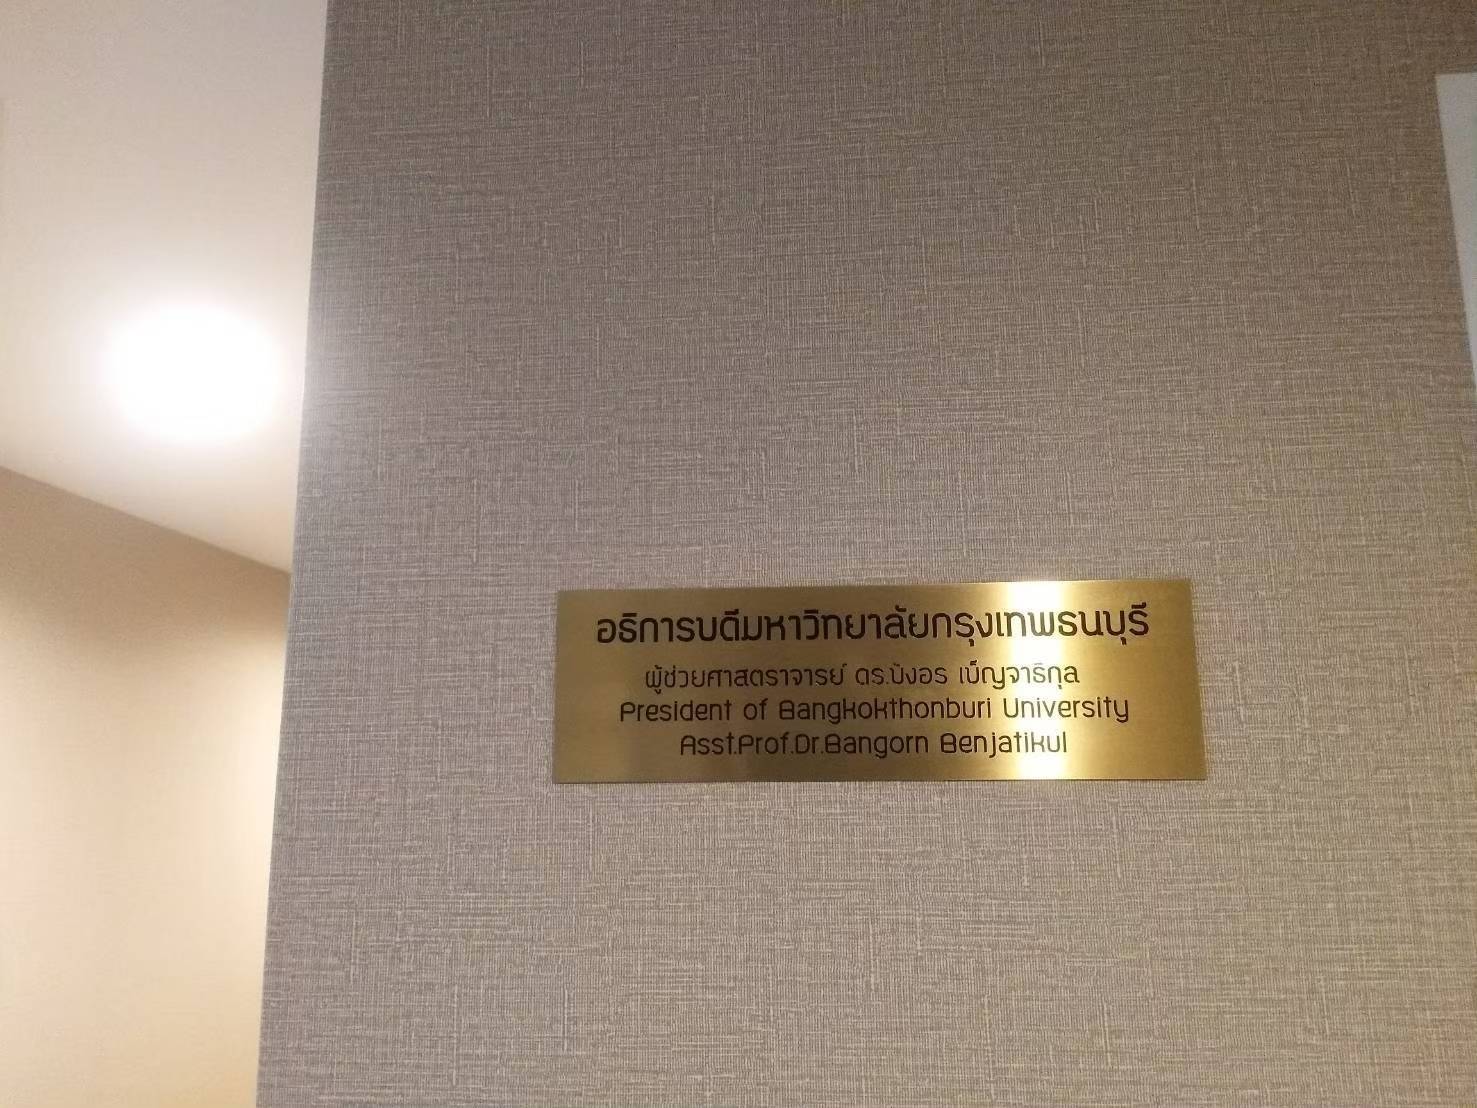 อธิการบดีมหาวิทยาลัยกรุงเทพธนบุรี
ผู้ช่วยศาสตราจารย์ ดร.บังอร เบ็ญจาธิกุล
President of Bangkokthonburi University
Asst.Prof.Dr.Bangorn Benjatikul